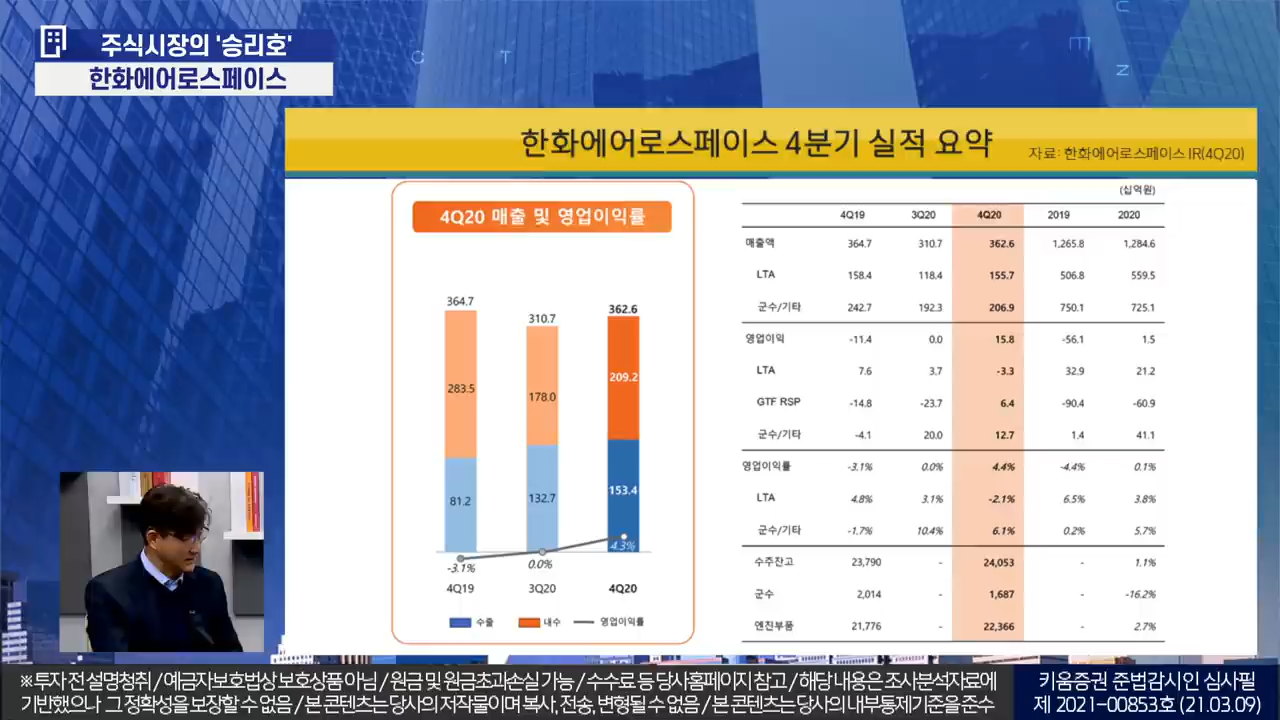 주식시장의 '승리호'
한화에어로스페이스
한화에어로스페이스 4분기 실적 요약
자료 : 한화에어로스페이스 IR(4Q20)
4Q20 매출 및 영업이익률
364.7
310.7
362.6
283.5
178.0
209.2
81.2
132.7
153.4
-3.1%
0.0%
4.3%
4Q19 3Q20 4Q20
수출 내수 영업이익률
(십억원)
4Q19 3Q20 4Q20 2019 2020
매출액 364.7 310.7 362.6 1,265.8 1,284.6
LTA 158.4 118.4 155.7 506.8 559.5
군수/기타 242.7 192.3 206.9 750.1 725.1
영업이익 -11.4 0.0 15.8 -56.1 1.5
LTA 7.6 3.7 -3.3 32.9 21.2
GTF RSP -14.8 -23.7 6.4 -90.4 -60.9
군수/기타 -4.1 20.0 12.7 1.4 41.1
영업이익률 -3.1% 0.0% 4.4% -4.4% 0.1%
LTA 4.8% 3.1% -2.1% 6.5% 3.8%
군수/기타 -1.7% 10.4% 6.1% 0.2% 5.7%
수주잔고 23,790 - 24,053 - 1.1%
군수 2,014 - 1,687 - -16.2%
엔진부품 21,776 - 22,366 - 2.7%
※ 투자 전 설명청취 / 예금자보호법상 보호상품 아님 / 원금 및 원금초과손실 가능 / 수수료 등 당사홈페이지 참고 / 해당 내용은 조사분석자료에
기반했으나 그 정확성을 보장할 수 없음 / 본 콘텐츠는 당사의 저작물이며 복사, 전송, 변형될 수 없음 / 본 콘텐츠는 당사의 내부통제기준을 준수
키움증권 준법감시인 심사필
제 2021-00853호 (21.03.09)